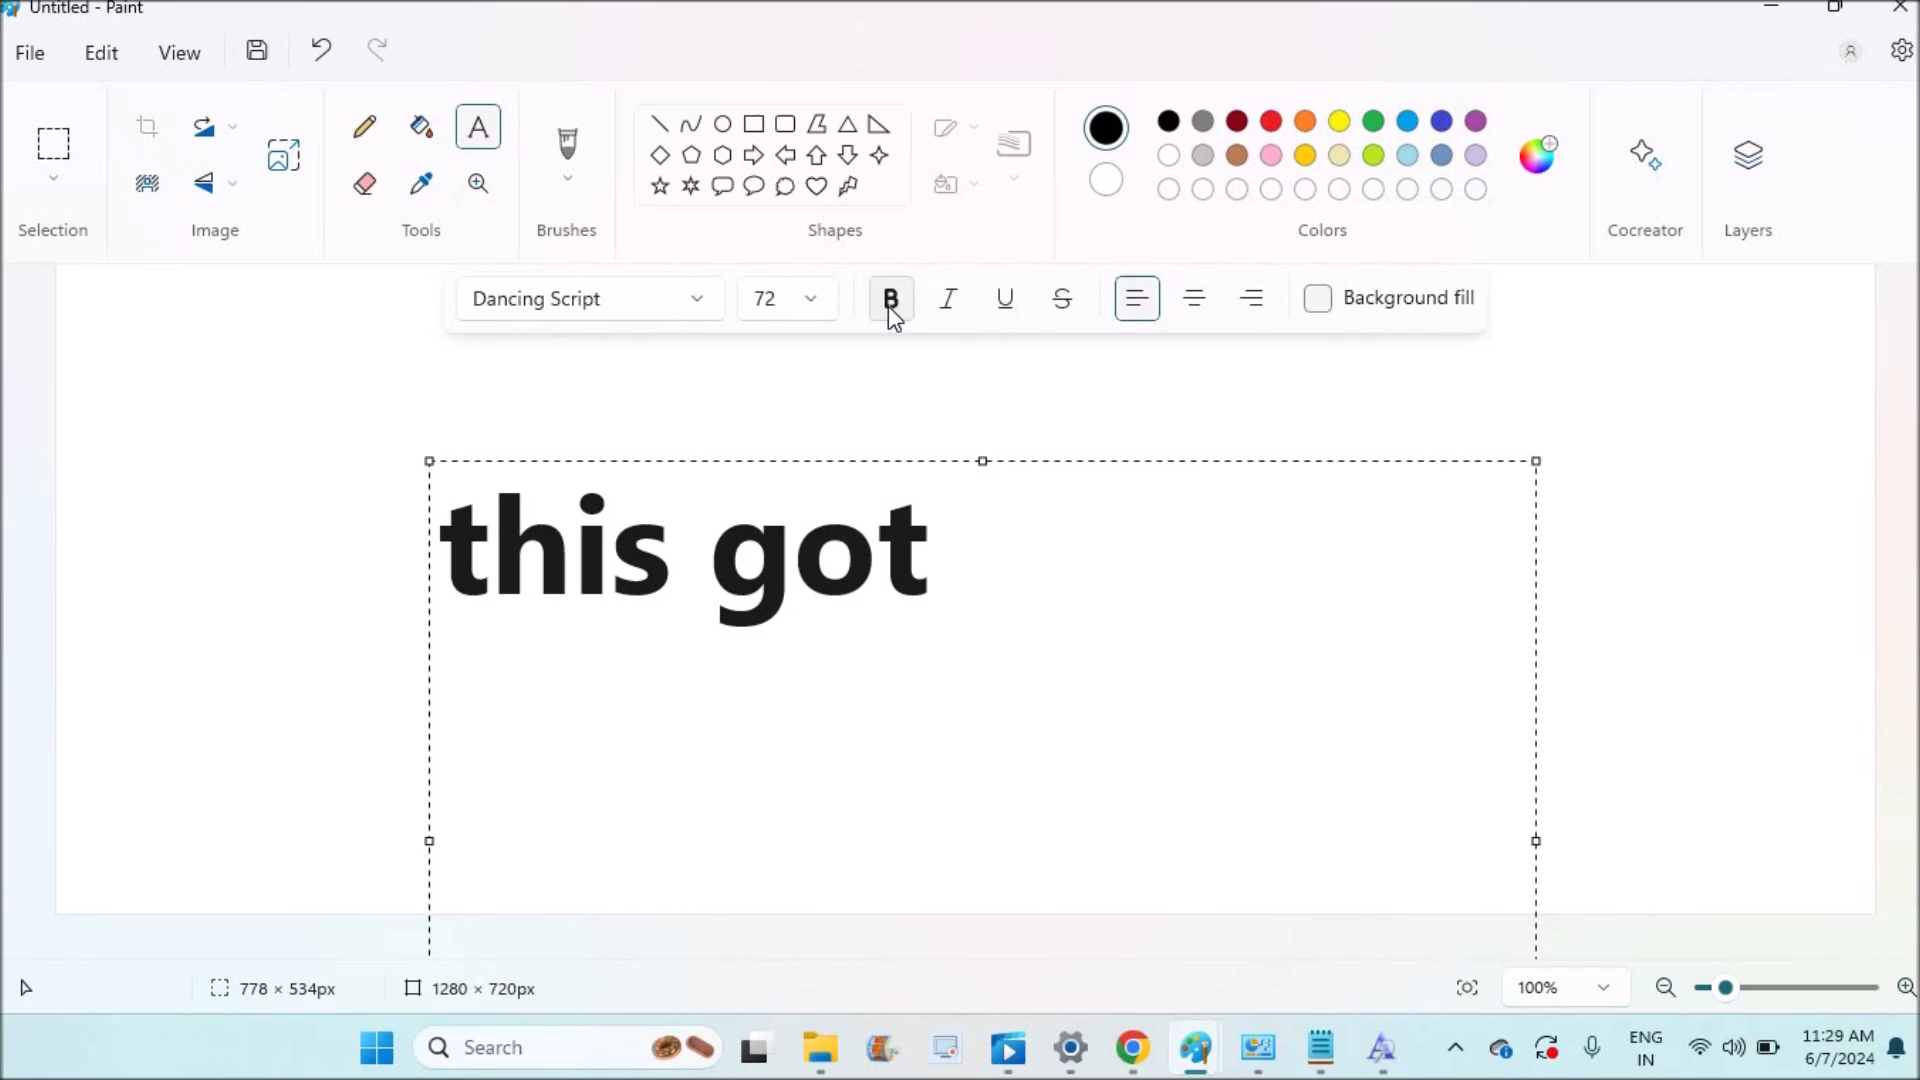 Untitled - Paint
File Edit View
A
Selection Image Tools Brushes Shapes Colors Cocreator Layers
Dancing Script 72 B I U S Background fill
this got
778 × 534px 1280 × 720px 100%
Search ENG IN 11:29 AM 6/7/2024